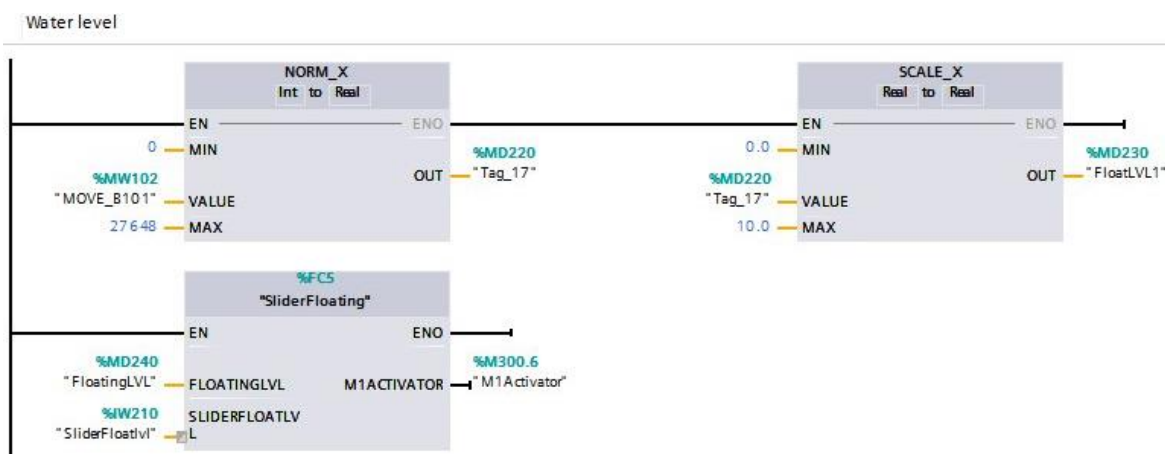 Water level
NORM_X
Int to Real
EN ENO
0 MIN
%MD220
OUT "Tag_17"
%MW102
"MOVE_B101" VALUE
27648 MAX
SCALE_X
Real to Real
EN ENO
0.0 MIN
%MD230
OUT "FloatLVL1"
%MD220
"Tag_17" VALUE
10.0 MAX
%FC5
"SliderFloating"
EN ENO
%MD240
"FloatingLVL" FLOATINGLVL
%M300.6
M1ACTIVATOR "M1Activator"
%IW210
"SliderFloatlvl" SLIDERFLOATLV
L